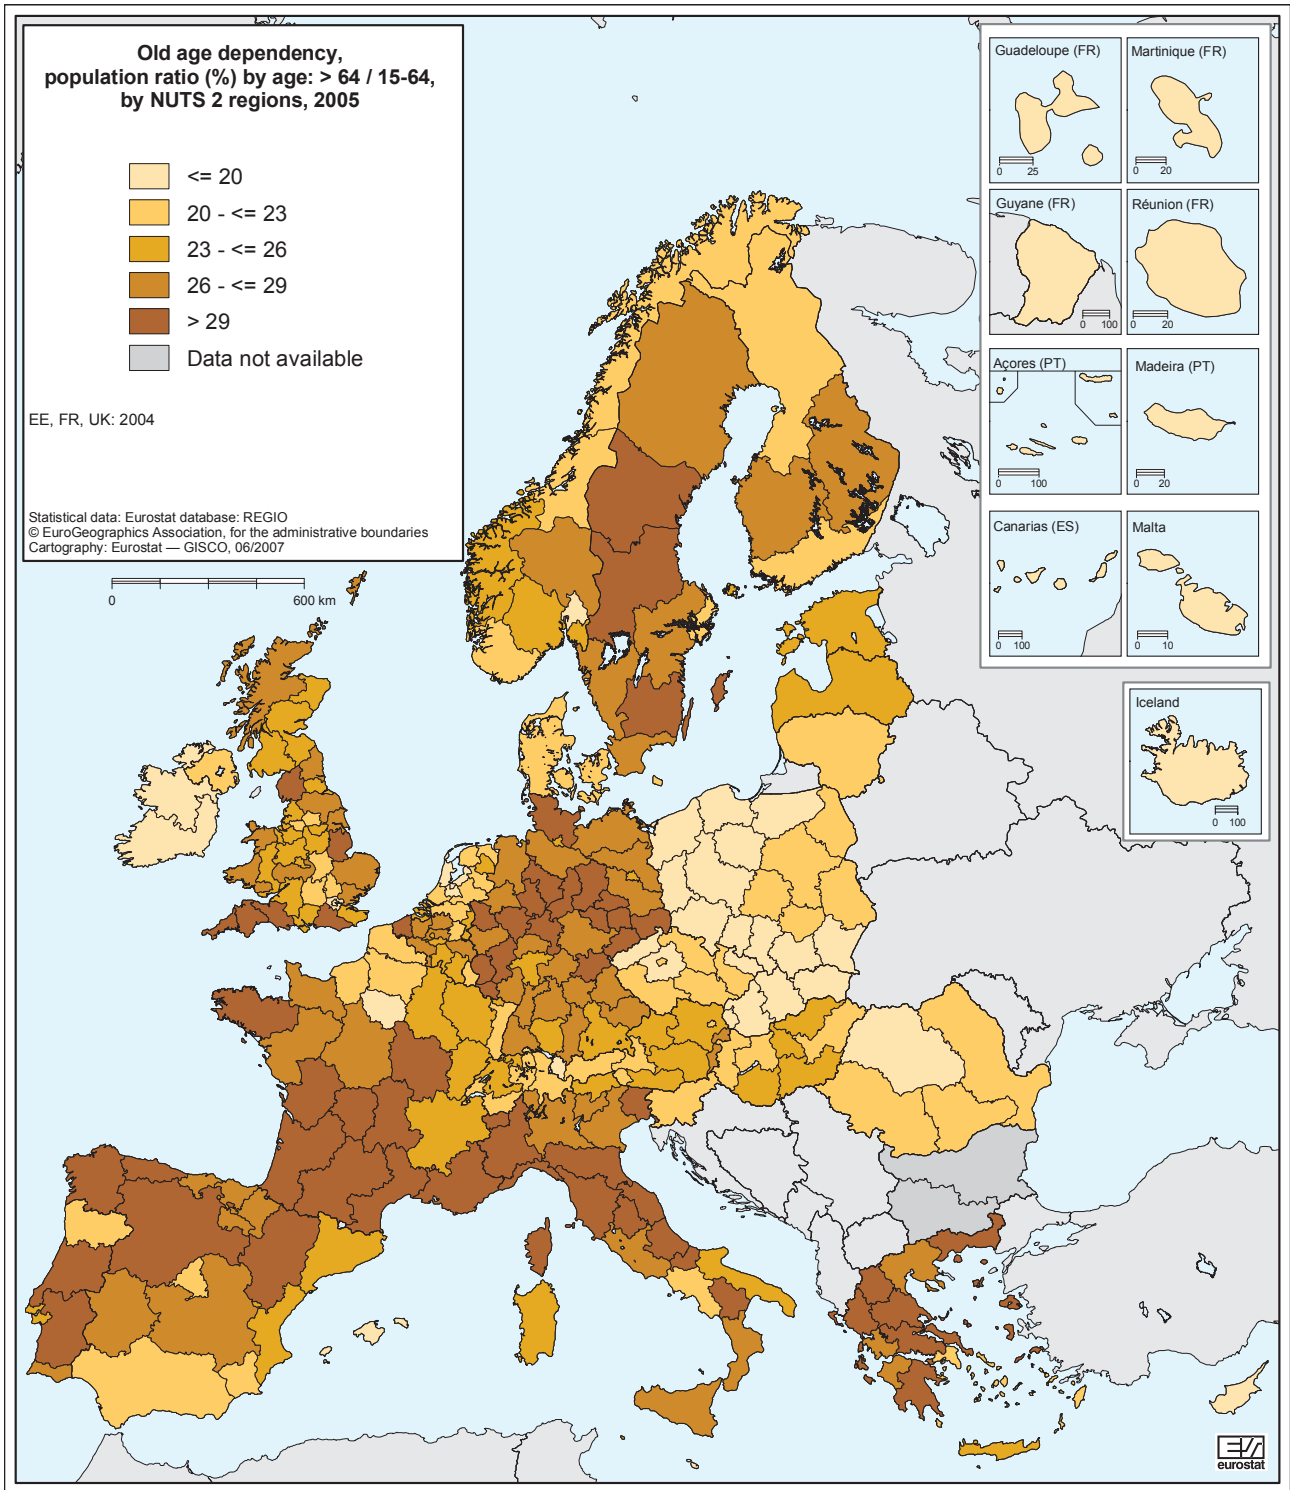 Old age dependency,
population ratio (%) by age: > 64 / 15-64,
by NUTS 2 regions, 2005
<= 20
20 - <= 23
23 - <= 26
26 - <= 29
> 29
Data not available
EE, FR, UK: 2004
Statistical data: Eurostat database: REGIO
© EuroGeographics Association, for the administrative boundaries
Cartography: Eurostat — GISCO, 06/2007
0 600 km
Guadeloupe (FR)
0 25
Martinique (FR)
0 20
Guyane (FR)
0 100
Réunion (FR)
0 20
Açores (PT)
0 100
Madeira (PT)
0 20
Canarias (ES)
0 100
Malta
0 10
Iceland
0 100
eurostat